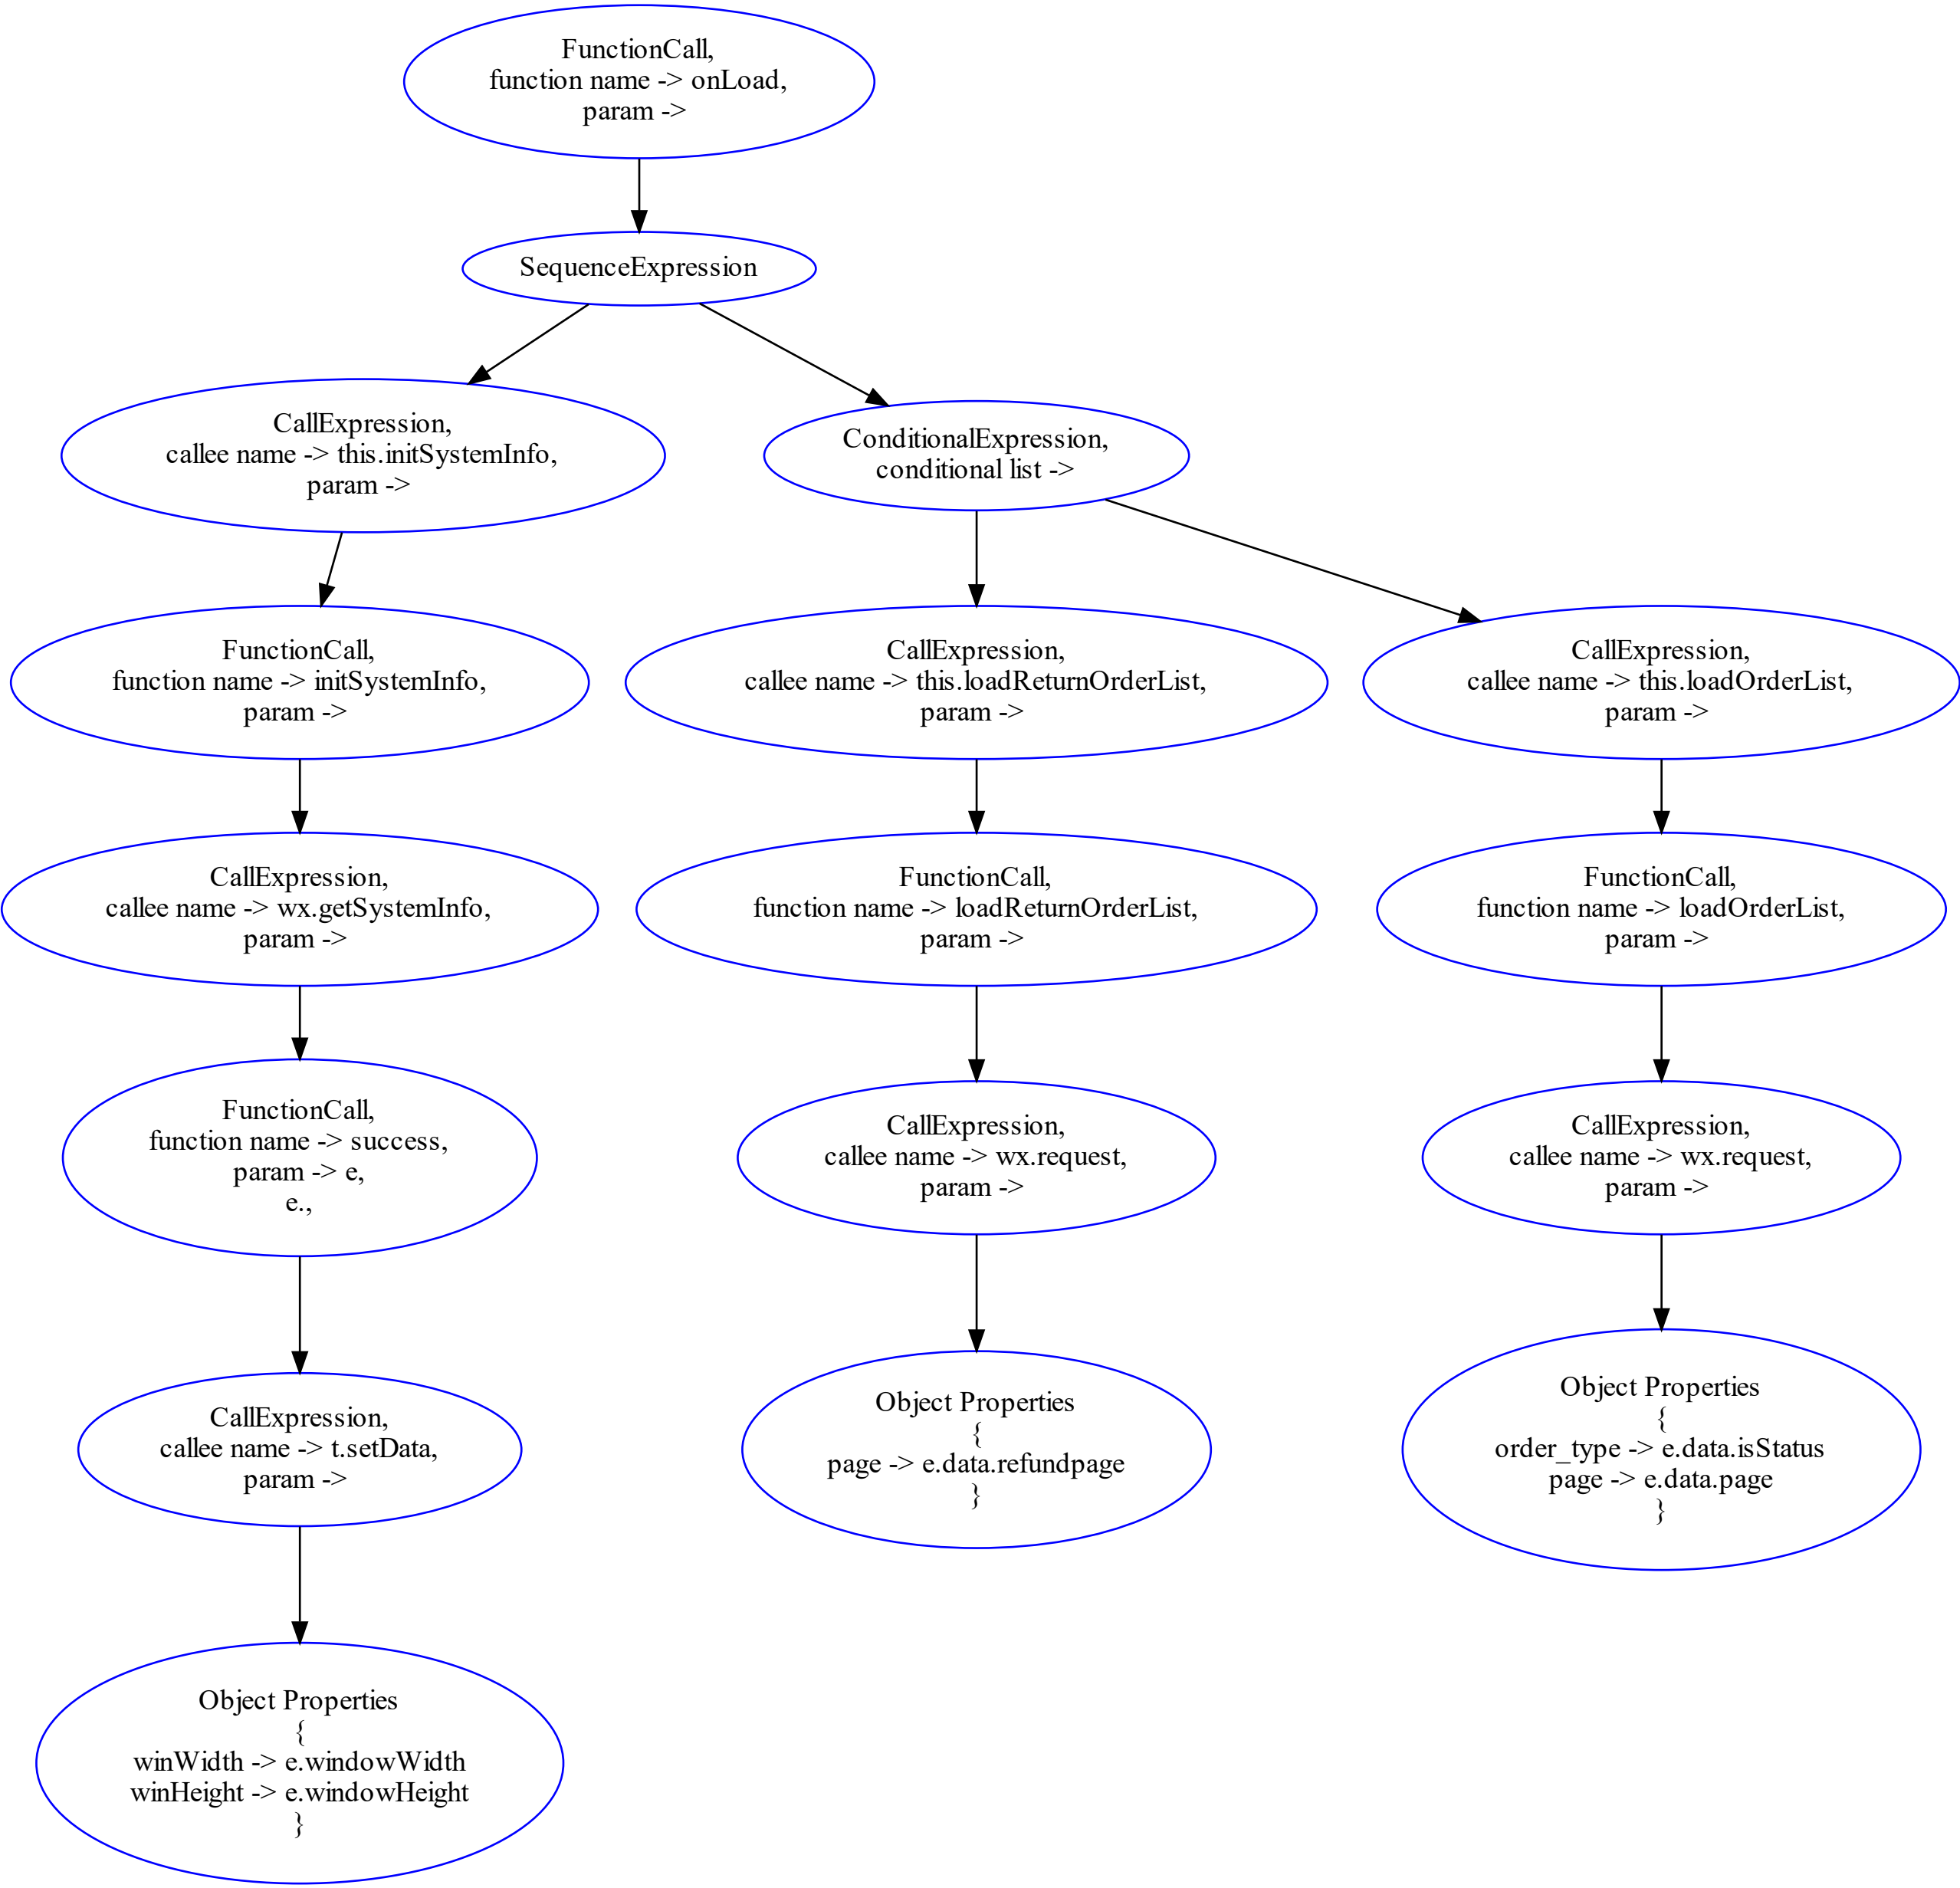 FunctionCall,
function name -> onLoad,
param ->
SequenceExpression
CallExpression,
callee name -> this.initSystemInfo,
param ->
ConditionalExpression,
conditional list ->
FunctionCall,
function name -> initSystemInfo,
param ->
CallExpression,
callee name -> this.loadReturnOrderList,
param ->
CallExpression,
callee name -> this.loadOrderList,
param ->
CallExpression,
callee name -> wx.getSystemInfo,
param ->
FunctionCall,
function name -> loadReturnOrderList,
param ->
FunctionCall,
function name -> loadOrderList,
param ->
FunctionCall,
function name -> success,
param -> e,
e.,
CallExpression,
callee name -> wx.request,
param ->
CallExpression,
callee name -> wx.request,
param ->
CallExpression,
callee name -> t.setData,
param ->
Object Properties
{
page -> e.data.refundpage
}
Object Properties
{
order_type -> e.data.isStatus
page -> e.data.page
}
Object Properties
{
winWidth -> e.windowWidth
winHeight -> e.windowHeight
}